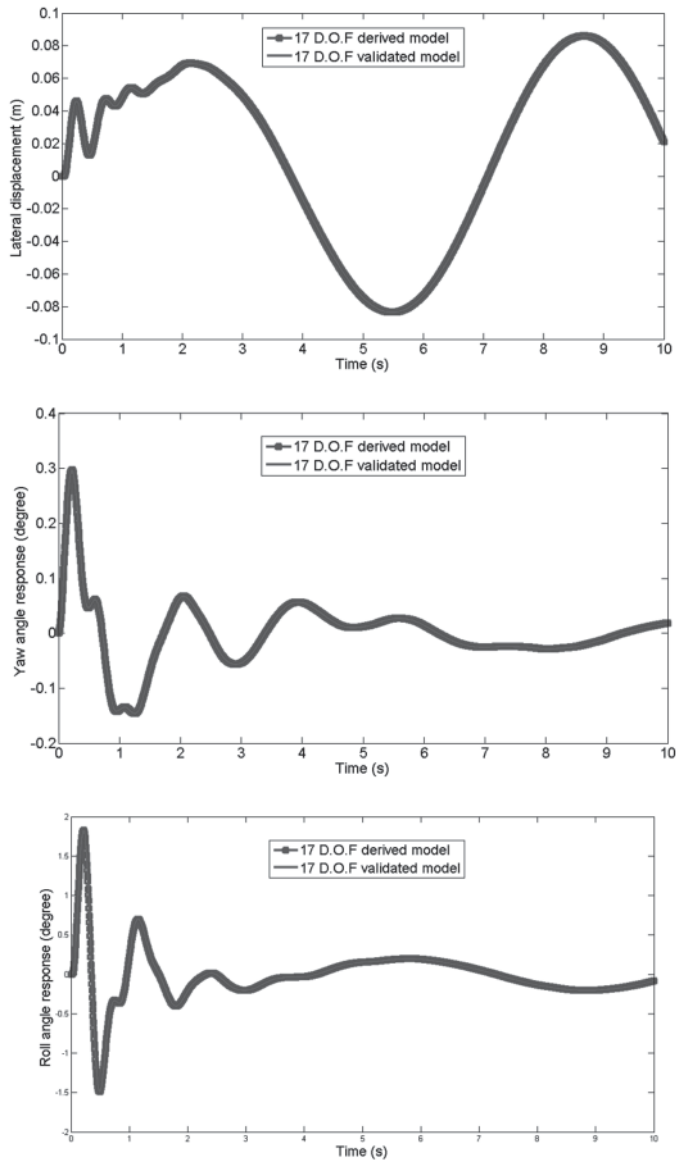 0.1
0.08
0.06
0.04
0.02
0
-0.02
-0.04
-0.06
-0.08
-0.1
Lateral displacement (m)
17 D.O.F derived model
17 D.O.F validated model
0 1 2 3 4 5 6 7 8 9 10
Time (s)
0.4
0.3
0.2
0.1
0
-0.1
-0.2
Yaw angle response (degree)
17 D.O.F derived model
17 D.O.F validated model
0 1 2 3 4 5 6 7 8 9 10
Time (s)
2
1.5
1
0.5
0
-0.5
-1
-1.5
-2
Roll angle response (degree)
17 D.O.F derived model
17 D.O.F validated model
0 1 2 3 4 5 6 7 8 9 10
Time (s)